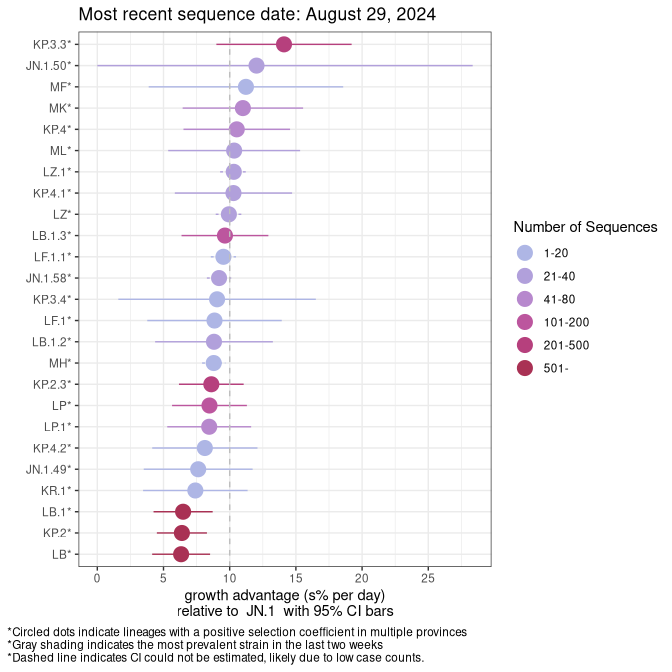 Most recent sequence date: August 29, 2024
KP.3.3*
JN.1.50*
MF*
MK*
KP.4*
ML*
LZ.1*
KP.4.1*
LZ*
LB.1.3*
LF.1.1*
JN.1.58*
KP.3.4*
LF.1*
LB.1.2*
MH*
KP.2.3*
LP*
LP.1*
KP.4.2*
JN.1.49*
KR.1*
LB.1*
KP.2*
LB*
0 5 10 15 20 25
growth advantage (s% per day)
relative to JN.1 with 95% CI bars
Number of Sequences
1-20
21-40
41-80
101-200
201-500
501-
*Circled dots indicate lineages with a positive selection coefficient in multiple provinces
*Gray shading indicates the most prevalent strain in the last two weeks
*Dashed line indicates CI could not be estimated, likely due to low case counts.